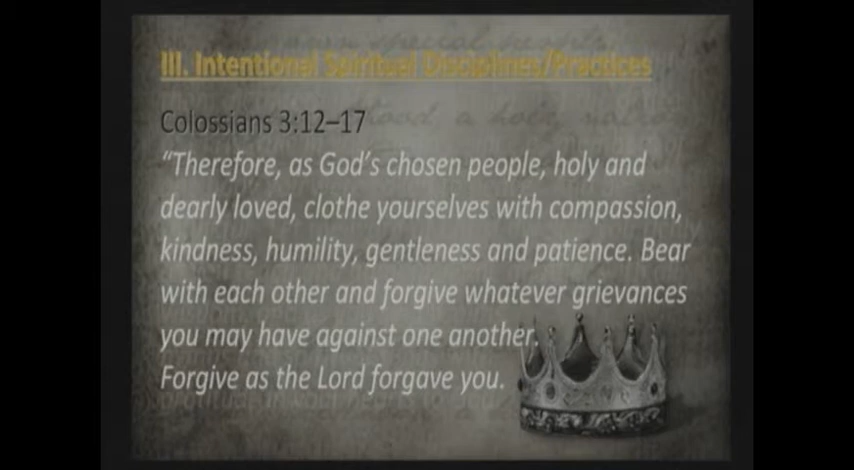 III. Intentional Spiritual Disciplines/Practices
Colossians 3:12–17
“Therefore, as God’s chosen people, holy and
dearly loved, clothe yourselves with compassion,
kindness, humility, gentleness and patience. Bear
with each other and forgive whatever grievances
you may have against one another.
Forgive as the Lord forgave you.